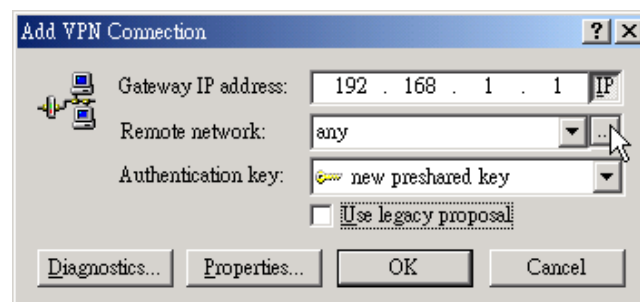 Add VPN Connection ? ×
Gateway IP address: 192 . 168 . 1 . 1 IP
Remote network: any ...
Authentication key: new preshared key
Use legacy proposal
Diagnostics... Properties... OK Cancel